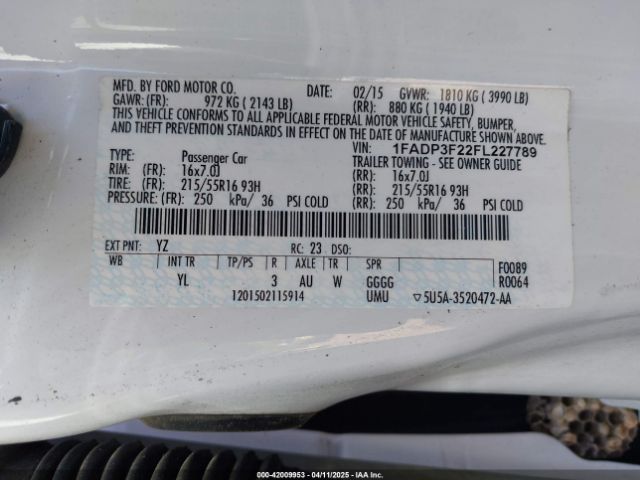 MFD. BY FORD MOTOR CO. DATE: 02/15 GVWR: 1810 KG ( 3990 LB)
GAWR: (FR): 972 KG ( 2143 LB) (RR): 880 KG ( 1940 LB)
THIS VEHICLE CONFORMS TO ALL APPLICABLE FEDERAL MOTOR VEHICLE SAFETY, BUMPER,
AND THEFT PREVENTION STANDARDS IN EFFECT ON THE DATE OF MANUFACTURE SHOWN ABOVE.
VIN: 1FADP3F22FL227789
TYPE: Passenger Car TRAILER TOWING - SEE OWNER GUIDE
RIM: (FR): 16x7.0J (RR): 16x7.0J
TIRE: (FR): 215/55R16 93H (RR): 215/55R16 93H
PRESSURE: (FR): 250 kPa/ 36 PSI COLD (RR): 250 kPa/ 36 PSI COLD
EXT PNT: YZ RC: 23 DSO:
WB INT TR TP/PS R AXLE TR SPR F0089
YL 3 AU W GGGG R0064
1201502115914 UMU ▽5U5A-3520472-AA
000-42009953 - 04/11/2025 - IAAI.com